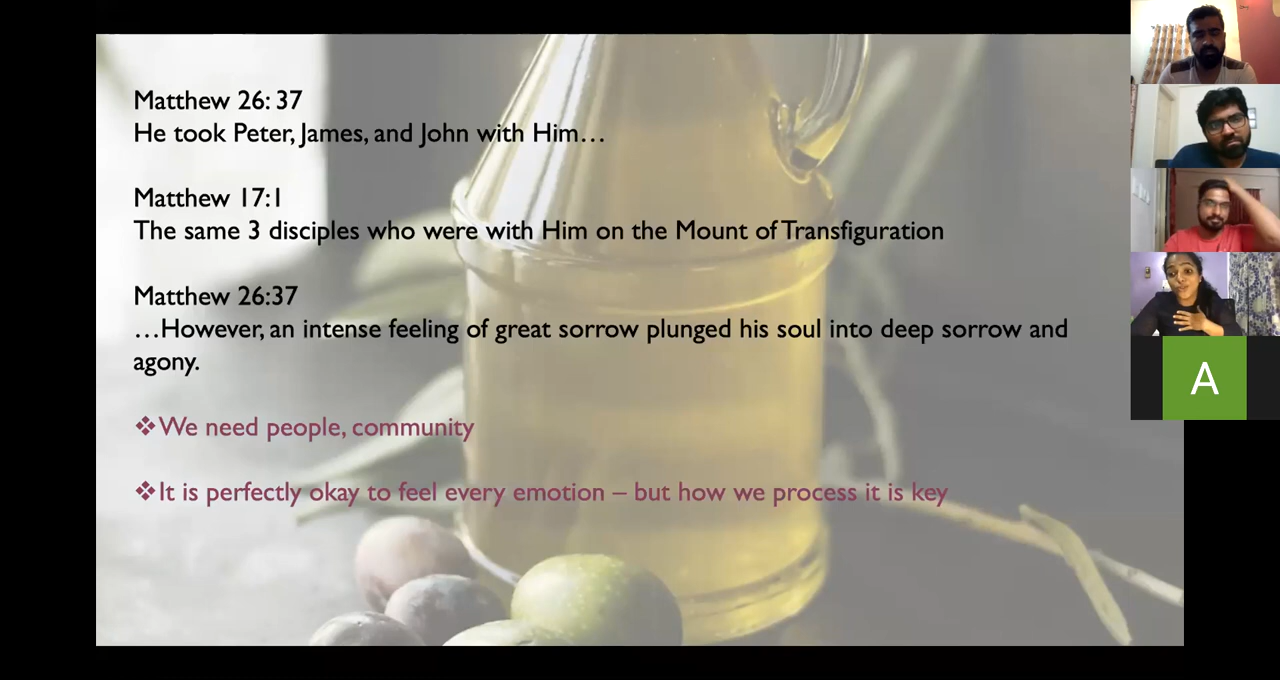 Matthew 26: 37
He took Peter, James, and John with Him…
Matthew 17:1
The same 3 disciples who were with Him on the Mount of Transfiguration
Matthew 26:37
…However, an intense feeling of great sorrow plunged his soul into deep sorrow and
agony.
❖We need people, community
❖It is perfectly okay to feel every emotion – but how we process it is key
A